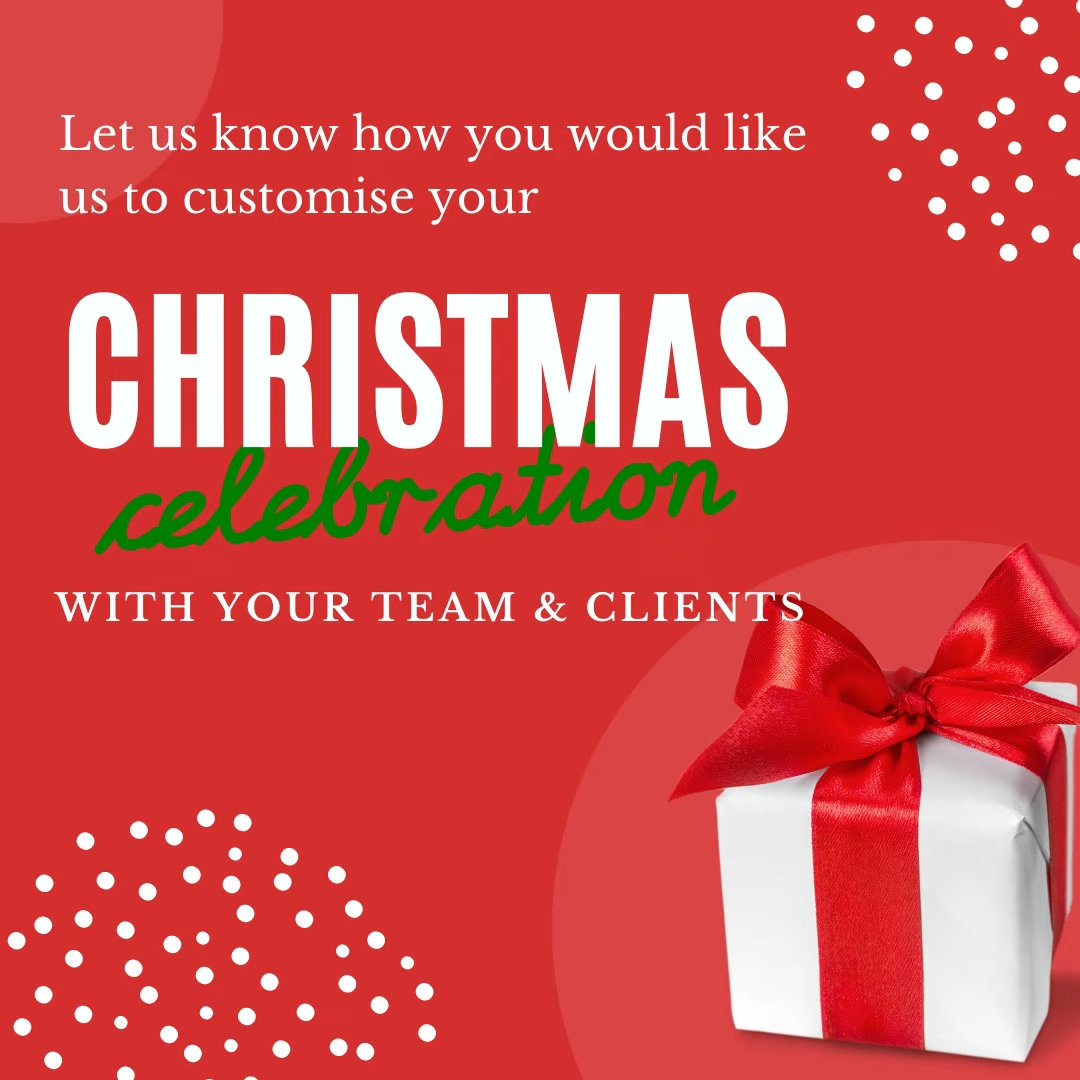 Let us know how you would like
us to customise your
CHRISTMAS
celebration
WITH YOUR TEAM & CLIENTS